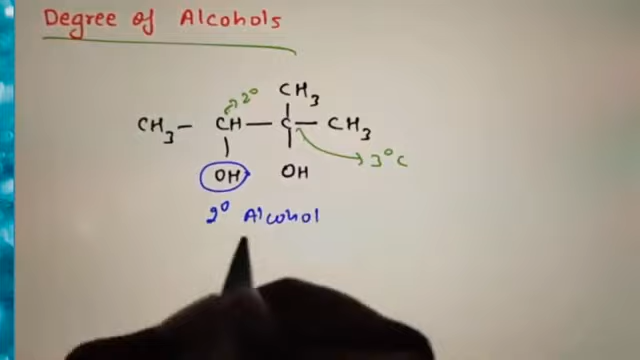 Degree of Alcohols
CH3
2°
CH3 — CH — C — CH3
3° C
OH OH
2° Alcohol